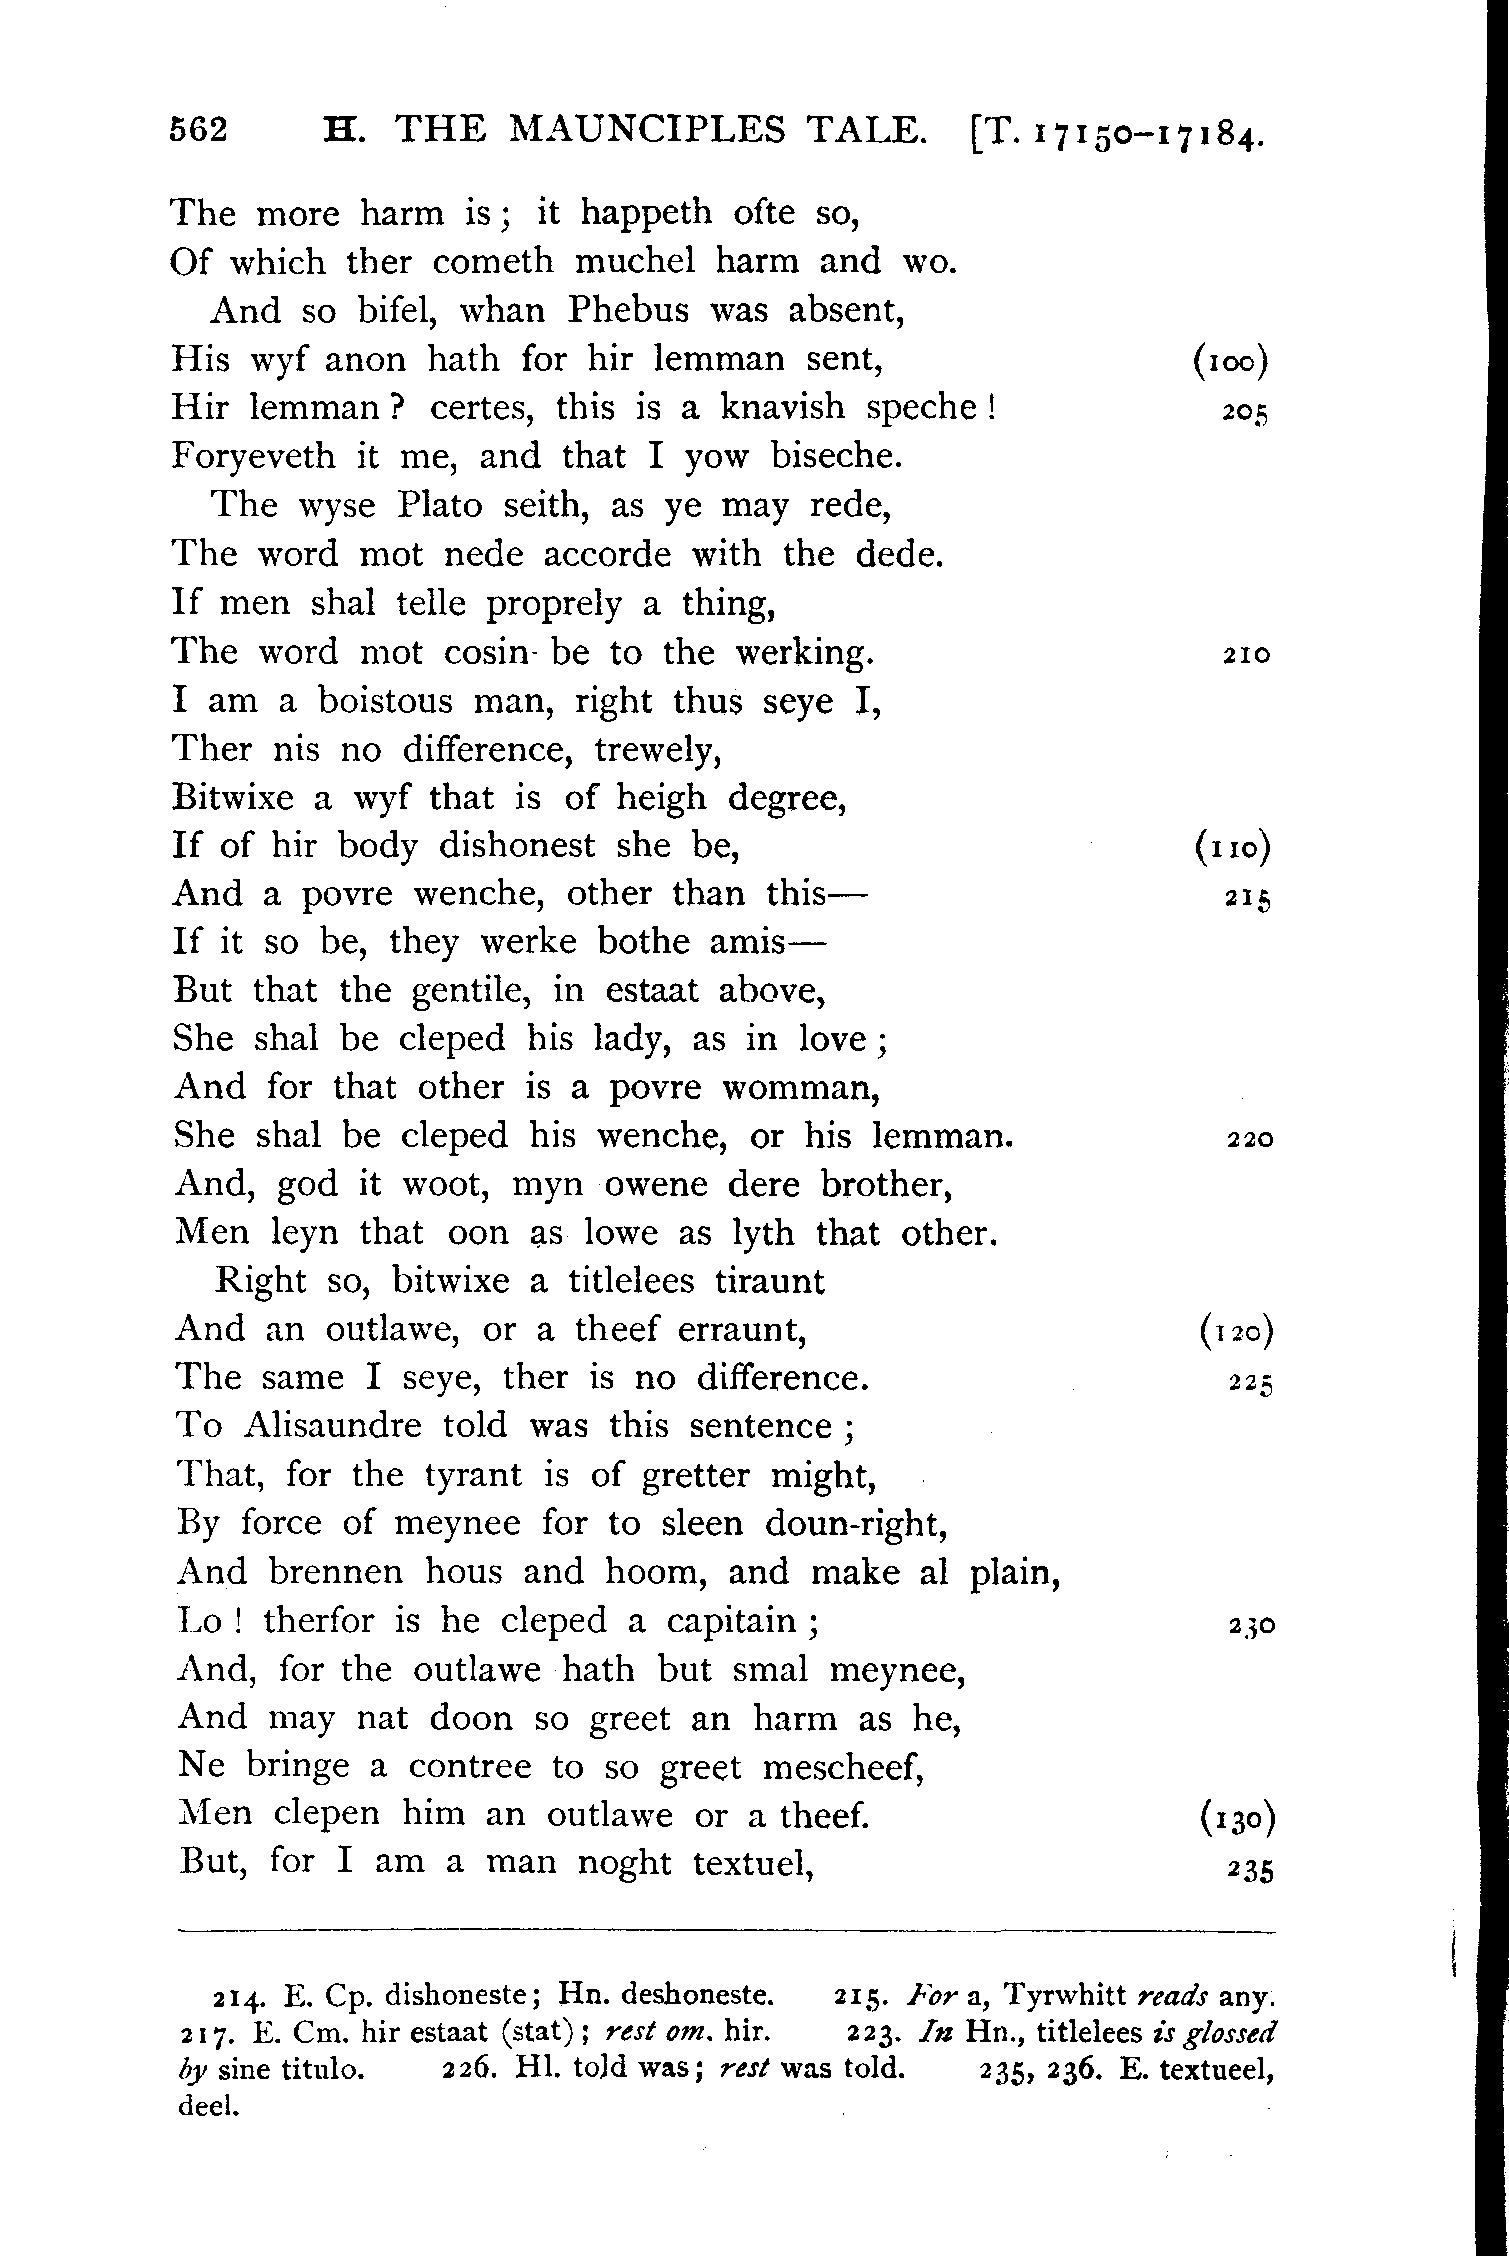 562 H. THE MAUNCIPLES TALE. [T. 17150–17184.
The more harm is; it happeth ofte so,
Of which ther cometh muchel harm and wo.
And so bifel, whan Phebus was absent,
His wyf anon hath for hir lemman sent, (100)
Hir lemman? certes, this is a knavish speche! 205
Foryeveth it me, and that I yow biseche.
The wyse Plato seith, as ye may rede,
The word mot nede accorde with the dede.
If men shal telle proprely a thing,
The word mot cosin be to the werking. 210
I am a boistous man, right thus seye I,
Ther nis no difference, trewely,
Bitwixe a wyf that is of heigh degree,
If of hir body dishonest she be, (110)
And a povre wenche, other than this— 215
If it so be, they werke bothe amis—
But that the gentile, in estaat above,
She shal be cleped his lady, as in love;
And for that other is a povre womman,
She shal be cleped his wenche, or his lemman. 220
And, god it woot, myn owene dere brother,
Men leyn that oon as lowe as lyth that other.
Right so, bitwixe a titlelees tiraunt
And an outlawe, or a theef erraunt, (120)
The same I seye, ther is no difference. 225
To Alisaundre told was this sentence;
That, for the tyrant is of gretter might,
By force of meynee for to sleen doun-right,
And brennen hous and hoom, and make al plain,
Lo! therfor is he cleped a capitain; 230
And, for the outlawe hath but smal meynee,
And may nat doon so greet an harm as he,
Ne bringe a contree to so greet mescheef,
Men clepen him an outlawe or a theef. (130)
But, for I am a man noght textuel, 235
214. E. Cp. dishoneste; Hn. deshoneste. 215. For a, Tyrwhitt reads any.
217. E. Cm. hir estaat (stat); rest om. hir. 223. In Hn., titlelees is glossed
by sine titulo. 226. Hl. told was; rest was told. 235, 236. E. textueel,
deel.